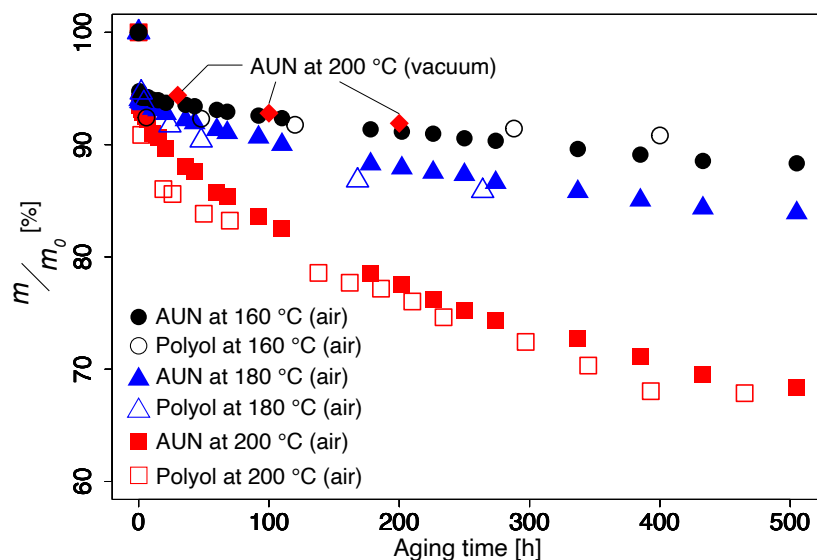 100
90
80
70
60
m/m0 [%]
AUN at 200 °C (vacuum)
AUN at 160 °C (air)
Polyol at 160 °C (air)
AUN at 180 °C (air)
Polyol at 180 °C (air)
AUN at 200 °C (air)
Polyol at 200 °C (air)
0 100 200 300 400 500
Aging time [h]